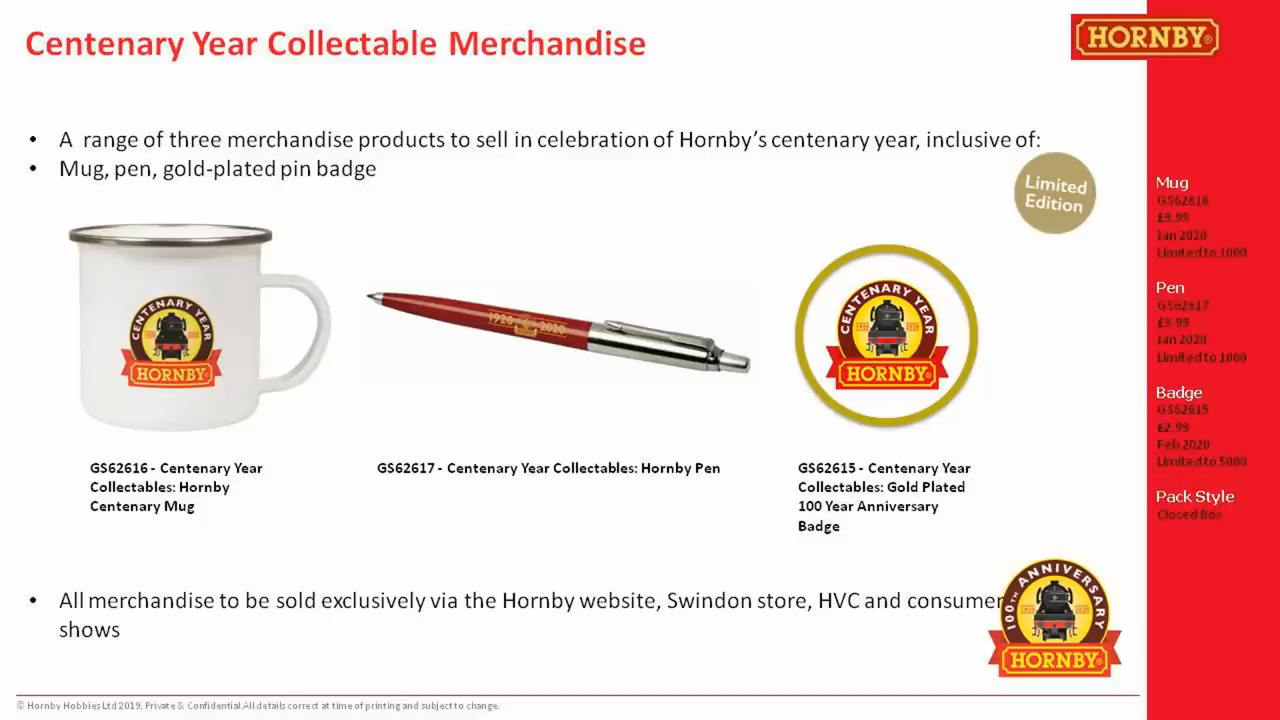 Centenary Year Collectable Merchandise
HORNBY®
• A range of three merchandise products to sell in celebration of Hornby’s centenary year, inclusive of:
• Mug, pen, gold-plated pin badge
Limited
Edition
CENTENARY YEAR
HORNBY®
1920 2020
CENTENARY YEAR
1920 2020
HORNBY®
GS62616 - Centenary Year
Collectables: Hornby
Centenary Mug
GS62617 - Centenary Year Collectables: Hornby Pen
GS62615 - Centenary Year
Collectables: Gold Plated
100 Year Anniversary
Badge
Mug
GS62616
£9.99
Jan 2020
Limited to 1000
Pen
GS62617
£9.99
Jan 2020
Limited to 1000
Badge
GS62615
£2.99
Feb 2020
Limited to 5000
Pack Style
Closed Box
• All merchandise to be sold exclusively via the Hornby website, Swindon store, HVC and consumer
shows
100TH ANNIVERSARY
HORNBY®
© Hornby Hobbies Ltd 2019. Private & Confidential.All details correct at time of printing and subject to change.